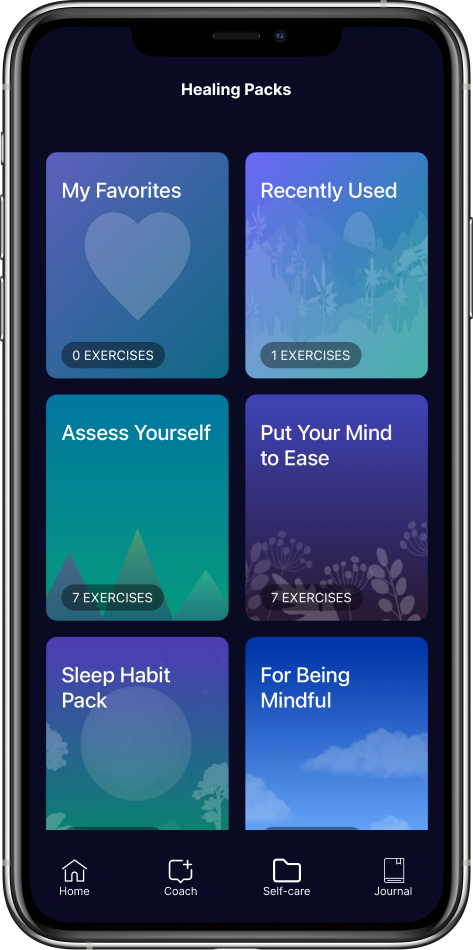 Healing Packs
My Favorites
0 EXERCISES
Recently Used
1 EXERCISES
Assess Yourself
7 EXERCISES
Put Your Mind
to Ease
7 EXERCISES
Sleep Habit
Pack
For Being
Mindful
Home
Coach
Self-care
Journal